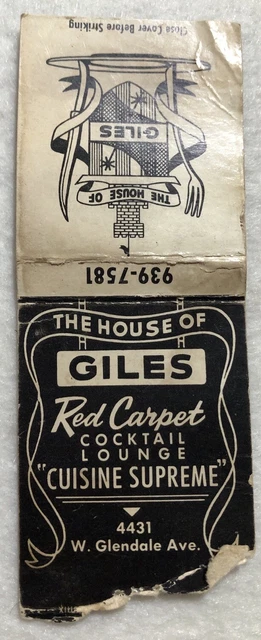 Close Cover Before Striking
GILES
THE HOUSE OF
939-7581
THE HOUSE OF
GILES
Red Carpet
COCKTAIL
LOUNGE
"CUISINE SUPREME"
4431
W. Glendale Ave.